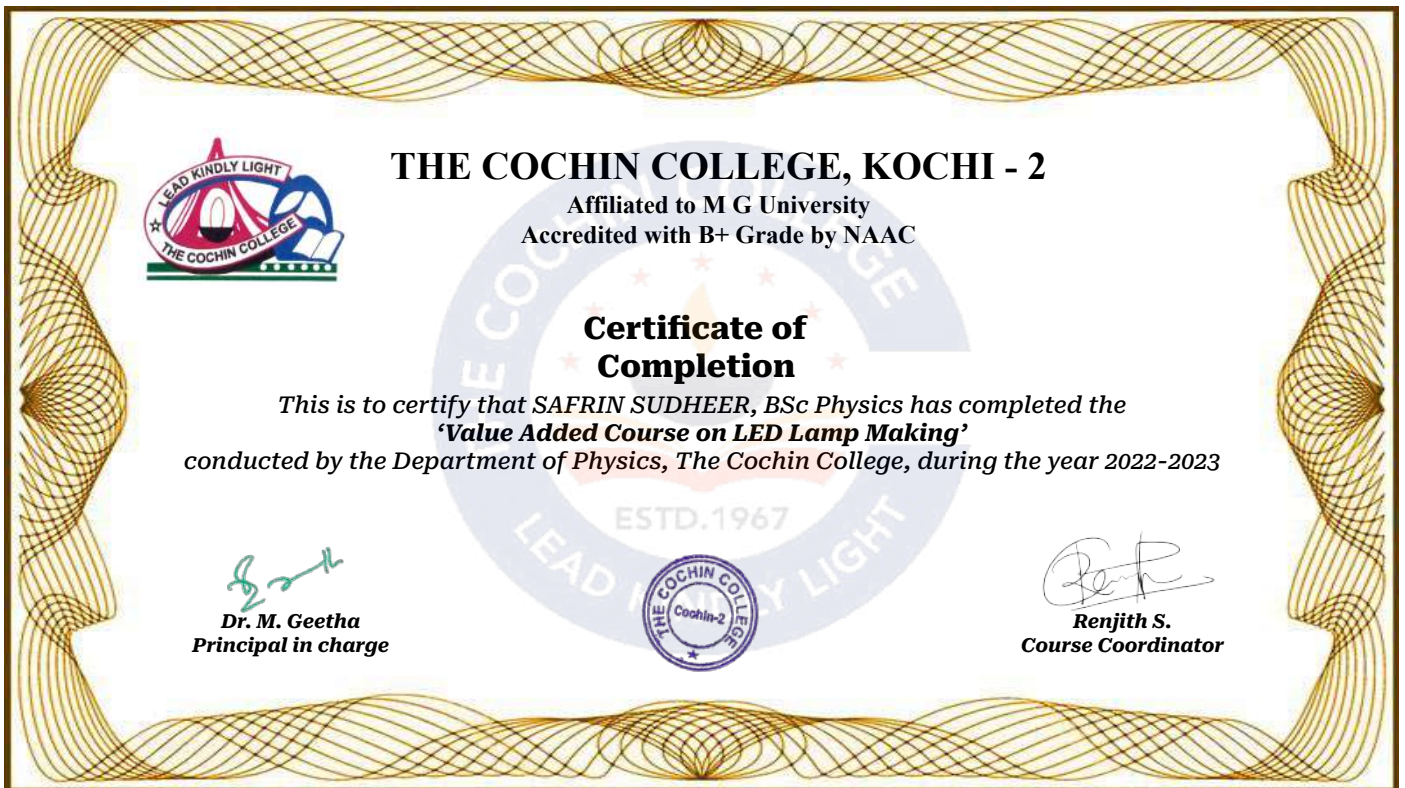 LEAD KINDLY LIGHT
THE COCHIN COLLEGE
THE COCHIN COLLEGE, KOCHI - 2
Affiliated to M G University
Accredited with B+ Grade by NAAC
THE COCHIN COLLEGE
Certificate of
Completion
This is to certify that SAFRIN SUDHEER, BSc Physics has completed the
‘Value Added Course on LED Lamp Making’
conducted by the Department of Physics, The Cochin College, during the year 2022-2023
ESTD.1967
LEAD KINDLY LIGHT
Dr. M. Geetha
Principal in charge
THE COCHIN COLLEGE
Cochin-2
Renjith S.
Course Coordinator